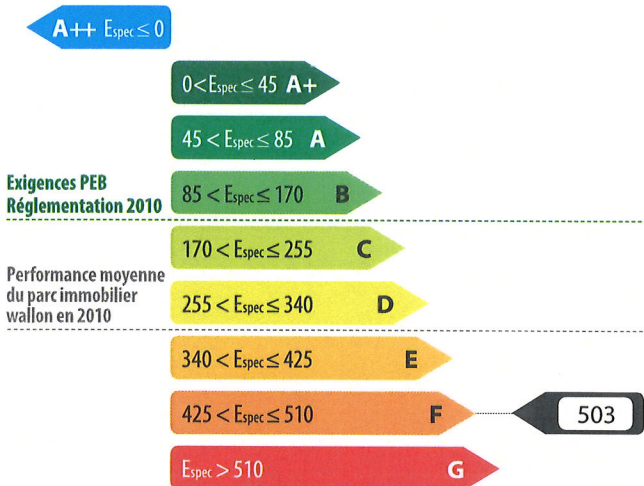 A++ Espec ≤ 0
0 < Espec ≤ 45 A+
45 < Espec ≤ 85 A
Exigences PEB
Réglementation 2010
85 < Espec ≤ 170 B
170 < Espec ≤ 255 C
Performance moyenne
du parc immobilier
wallon en 2010
255 < Espec ≤ 340 D
340 < Espec ≤ 425 E
425 < Espec ≤ 510 F
503
Espec > 510 G